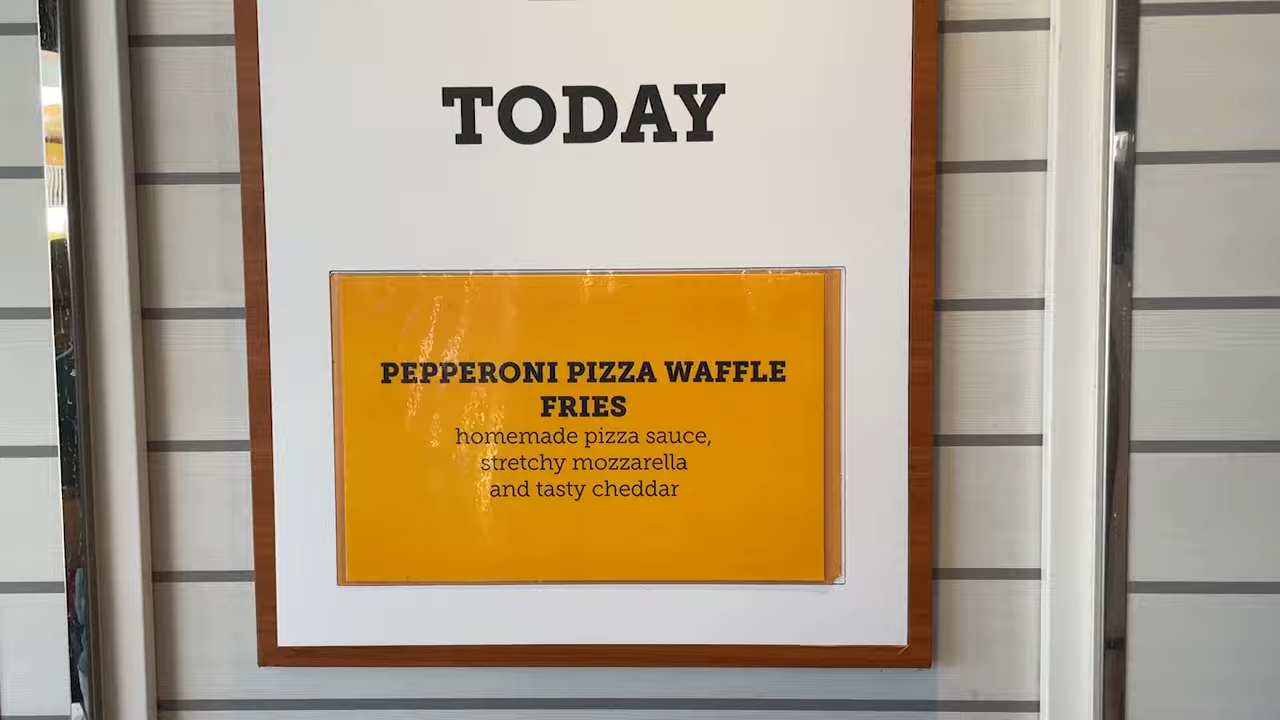 TODAY
PEPPERONI PIZZA WAFFLE
FRIES
homemade pizza sauce,
stretchy mozzarella
and tasty cheddar